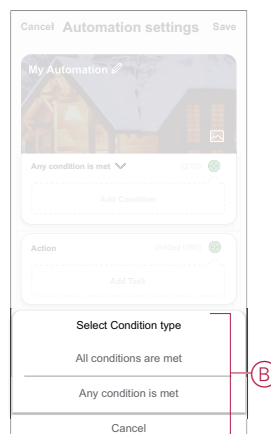 Cancel Automation settings Save
My Automation
Any condition is met
Add Condition
Action
Add Task
Select Condition type
All conditions are met
B
Any condition is met
Cancel